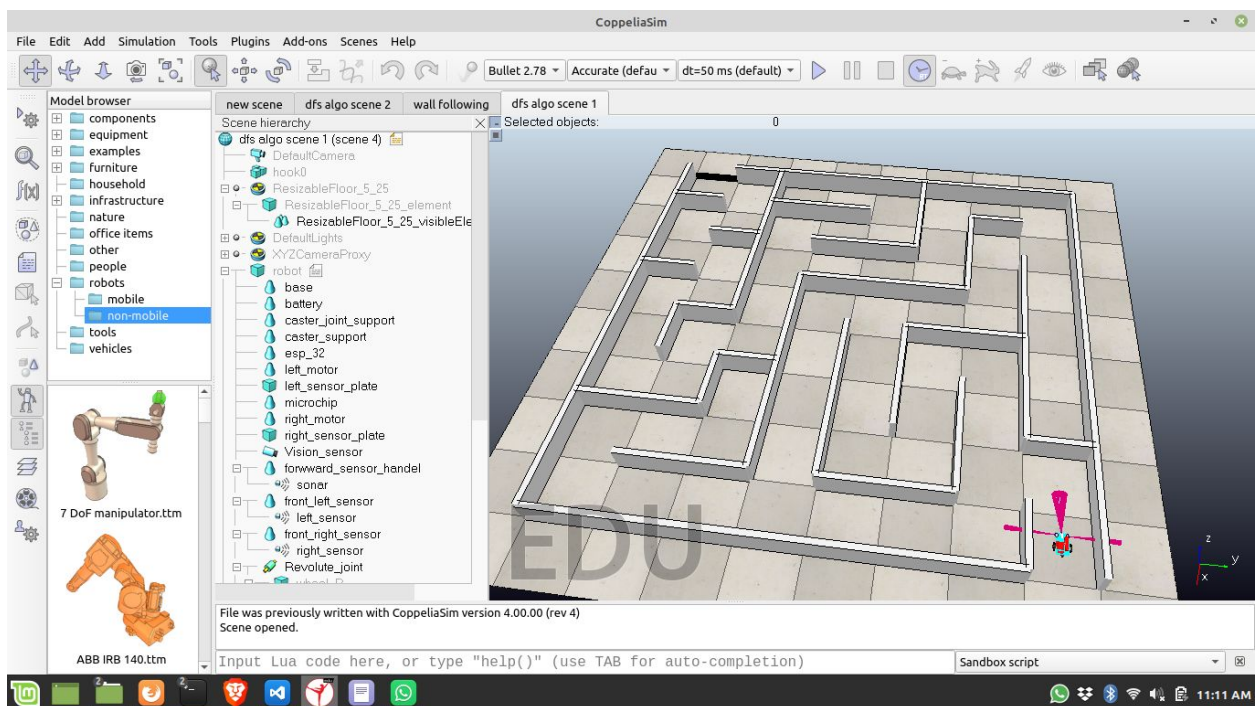 CoppeliaSim
File Edit Add Simulation Tools Plugins Add-ons Scenes Help
Bullet 2.78 Accurate (defau dt=50 ms (default)
Model browser
components
equipment
examples
furniture
household
infrastructure
nature
office items
other
people
robots
mobile
non-mobile
tools
vehicles
7 DoF manipulator.ttm
ABB IRB 140.ttm
new scene dfs algo scene 2 wall following dfs algo scene 1
Scene hierarchy
Selected objects: 0
dfs algo scene 1 (scene 4)
DefaultCamera
hook0
ResizableFloor_5_25
ResizableFloor_5_25_element
ResizableFloor_5_25_visibleEle
DefaultLights
XYZCameraProxy
robot
base
battery
caster_joint_support
caster_support
esp_32
left_motor
left_sensor_plate
microchip
right_motor
right_sensor_plate
Vision_sensor
forwward_sensor_handel
sonar
front_left_sensor
left_sensor
front_right_sensor
right_sensor
Revolute_joint
EDU
z
y
x
File was previously written with CoppeliaSim version 4.00.00 (rev 4)
Scene opened.
Input Lua code here, or type "help()" (use TAB for auto-completion)
Sandbox script
11:11 AM